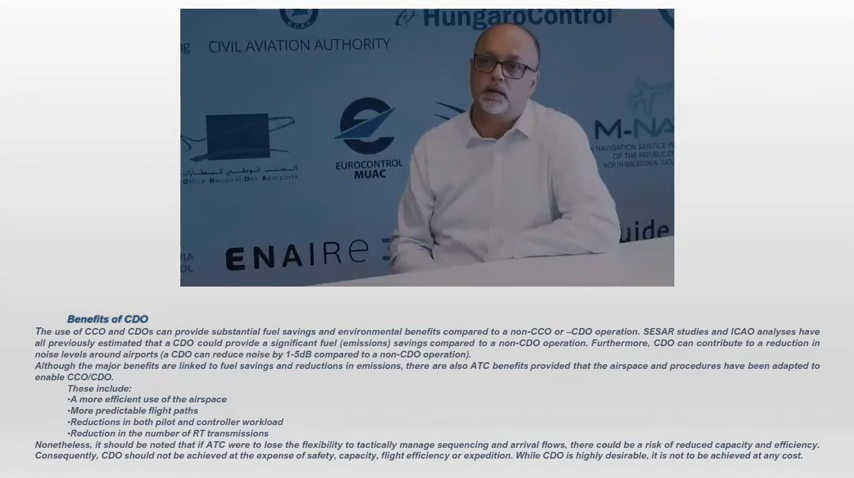 HungaroControl
ng CIVIL AVIATION AUTHORITY
EUROCONTROL
MUAC
M-NA
NAVIGATION SERVICE
OF THE REPUBLIC OF
NORTH MACEDONIA
Office National Des Aéroports
ENAIRe
uide
Benefits of CDO
The use of CCO and CDOs can provide substantial fuel savings and environmental benefits compared to a non-CCO or –CDO operation. SESAR studies and ICAO analyses have
all previously estimated that a CDO could provide a significant fuel (emissions) savings compared to a non-CDO operation. Furthermore, CDO can contribute to a reduction in
noise levels around airports (a CDO can reduce noise by 1-5dB compared to a non-CDO operation).
Although the major benefits are linked to fuel savings and reductions in emissions, there are also ATC benefits provided that the airspace and procedures have been adapted to
enable CCO/CDO.
These include:
•A more efficient use of the airspace
•More predictable flight paths
•Reductions in both pilot and controller workload
•Reduction in the number of RT transmissions
Nonetheless, it should be noted that if ATC were to lose the flexibility to tactically manage sequencing and arrival flows, there could be a risk of reduced capacity and efficiency.
Consequently, CDO should not be achieved at the expense of safety, capacity, flight efficiency or expedition. While CDO is highly desirable, it is not to be achieved at any cost.